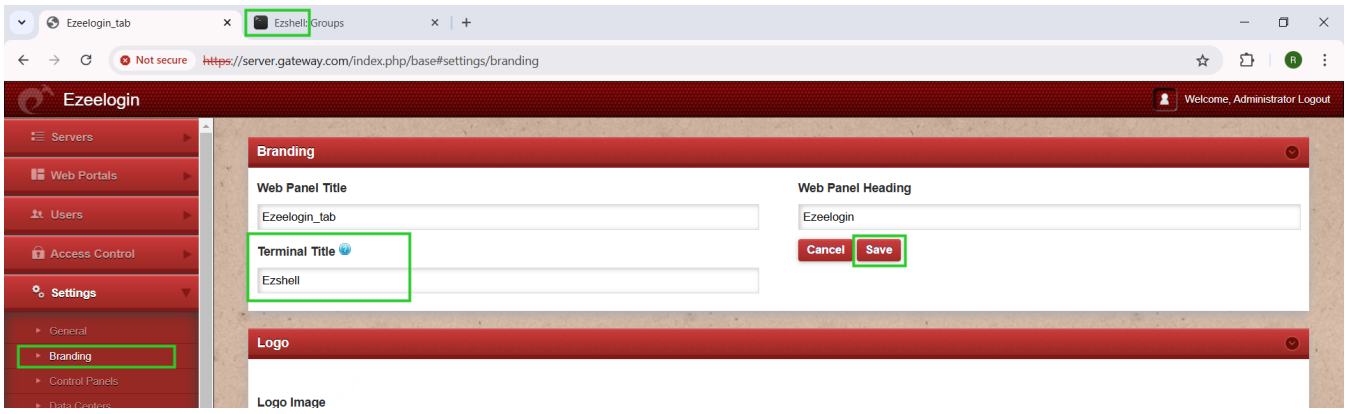 Ezeelogin_tab
Ezshell: Groups
Not secure https://server.gateway.com/index.php/base#settings/branding
R
Ezeelogin
Welcome, Administrator Logout
Servers
Web Portals
Users
Access Control
Settings
General
Branding
Control Panels
Data Centers
Branding
Web Panel Title
Web Panel Heading
Ezeelogin_tab
Ezeelogin
Terminal Title
Cancel Save
Ezshell
Logo
Logo Image